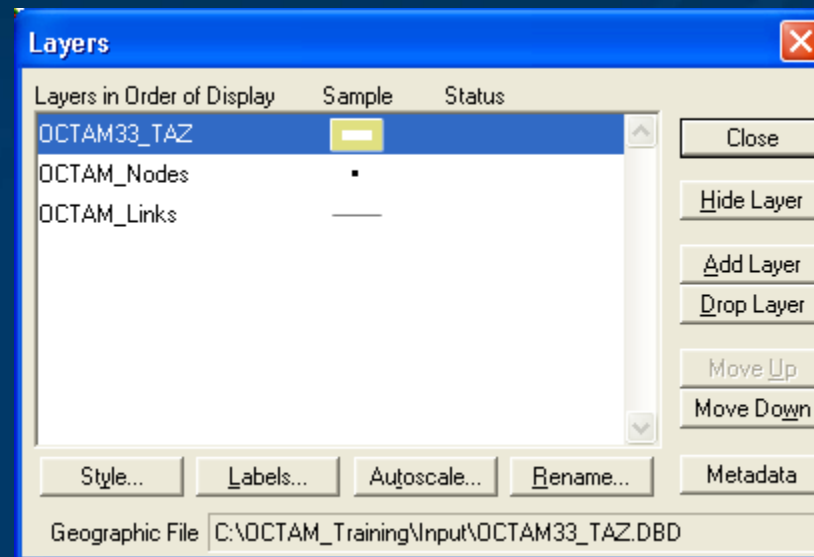 Layers
Layers in Order of Display Sample Status
OCTAM33_TAZ
OCTAM_Nodes
OCTAM_Links
Close
Hide Layer
Add Layer
Drop Layer
Move Up
Move Down
Metadata
Style... Labels... Autoscale... Rename...
Geographic File C:\OCTAM_Training\Input\OCTAM33_TAZ.DBD